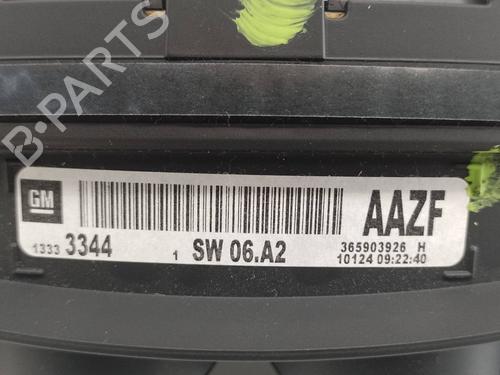 B-PARTS
GM
AAZF
1333 3344
1 SW 06.A2
365903926 H
10124 09:22:40